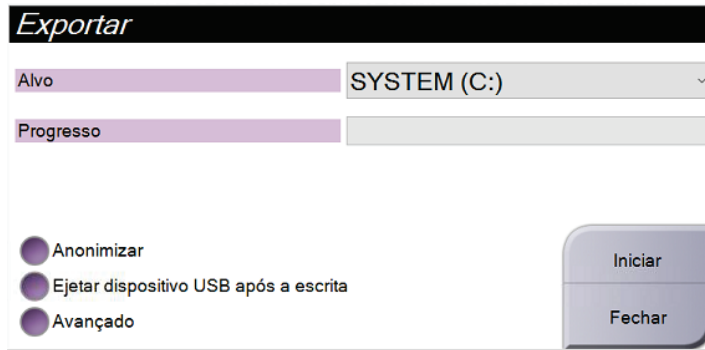 Exportar
Alvo
SYSTEM (C:)
Progresso
Anonimizar
Ejetar dispositivo USB após a escrita
Avançado
Iniciar
Fechar